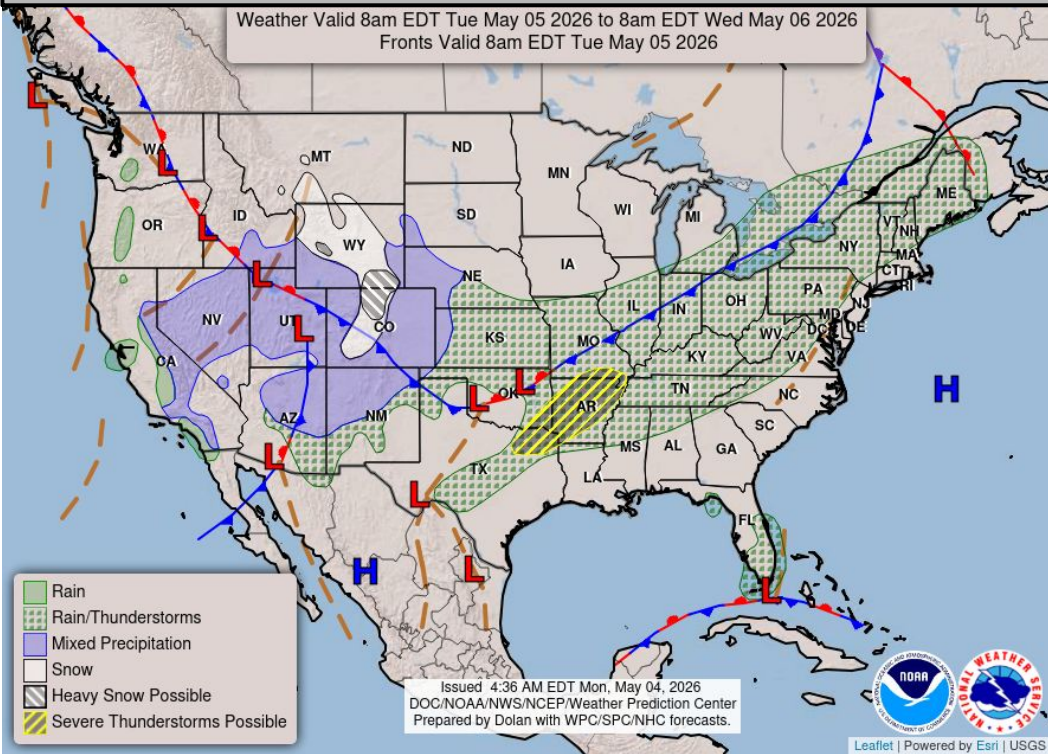 Weather Valid 8am EDT Tue May 05 2026 to 8am EDT Wed May 06 2026
Fronts Valid 8am EDT Tue May 05 2026
L
WA
L
MT
ND
MN
OR
L
ID
SD
WI
MI
ME
VT
NH
WY
NY
MA
CT
RI
L
IA
NE
NV
UT
L
CO
IL
IN
OH
PA
NJ
MD
DC
DE
CA
KS
MO
WV
VA
KY
H
L
L
OK
AR
TN
NC
AZ
NM
SC
MS
AL
GA
L
TX
LA
L
FL
H
L
L
Rain
Rain/Thunderstorms
Mixed Precipitation
Snow
Heavy Snow Possible
Severe Thunderstorms Possible
Issued 4:36 AM EDT Mon, May 04, 2026
DOC/NOAA/NWS/NCEP/Weather Prediction Center
Prepared by Dolan with WPC/SPC/NHC forecasts.
NOAA
NATIONAL WEATHER SERVICE
Leaflet | Powered by Esri | USGS